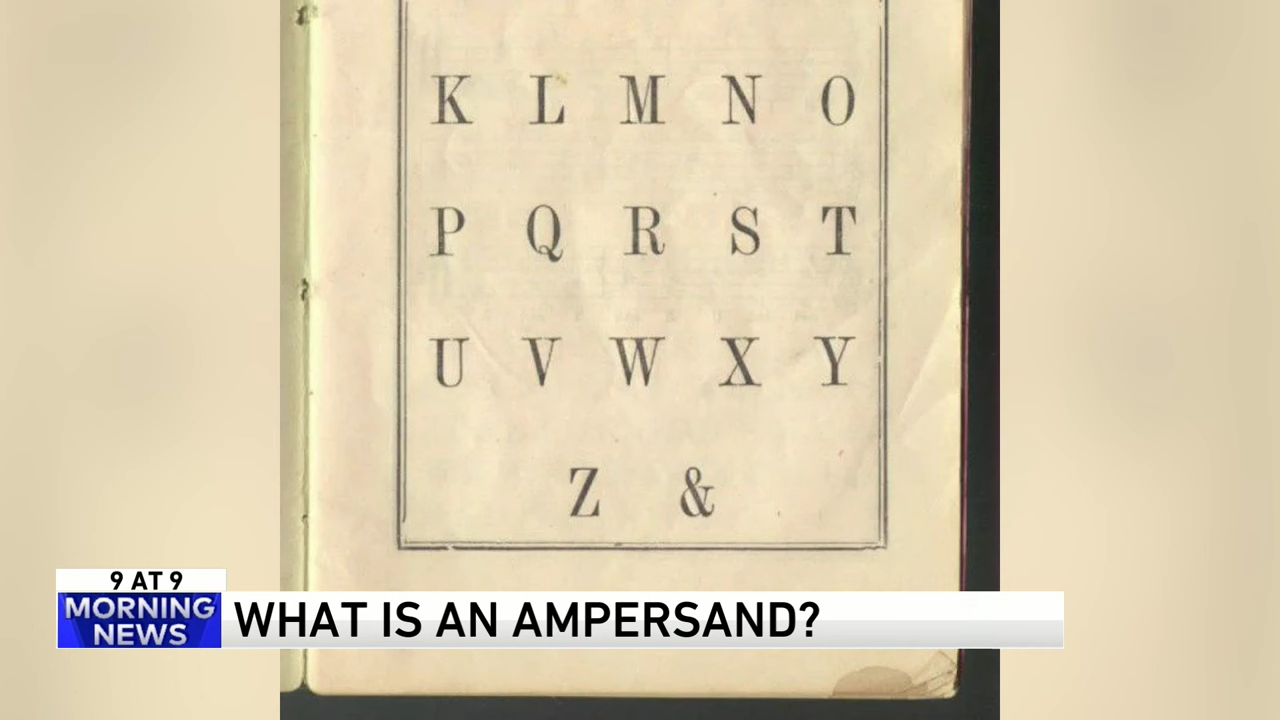 K L M N O
P Q R S T
U V W X Y
Z &
9 AT 9
MORNING
NEWS
WHAT IS AN AMPERSAND?